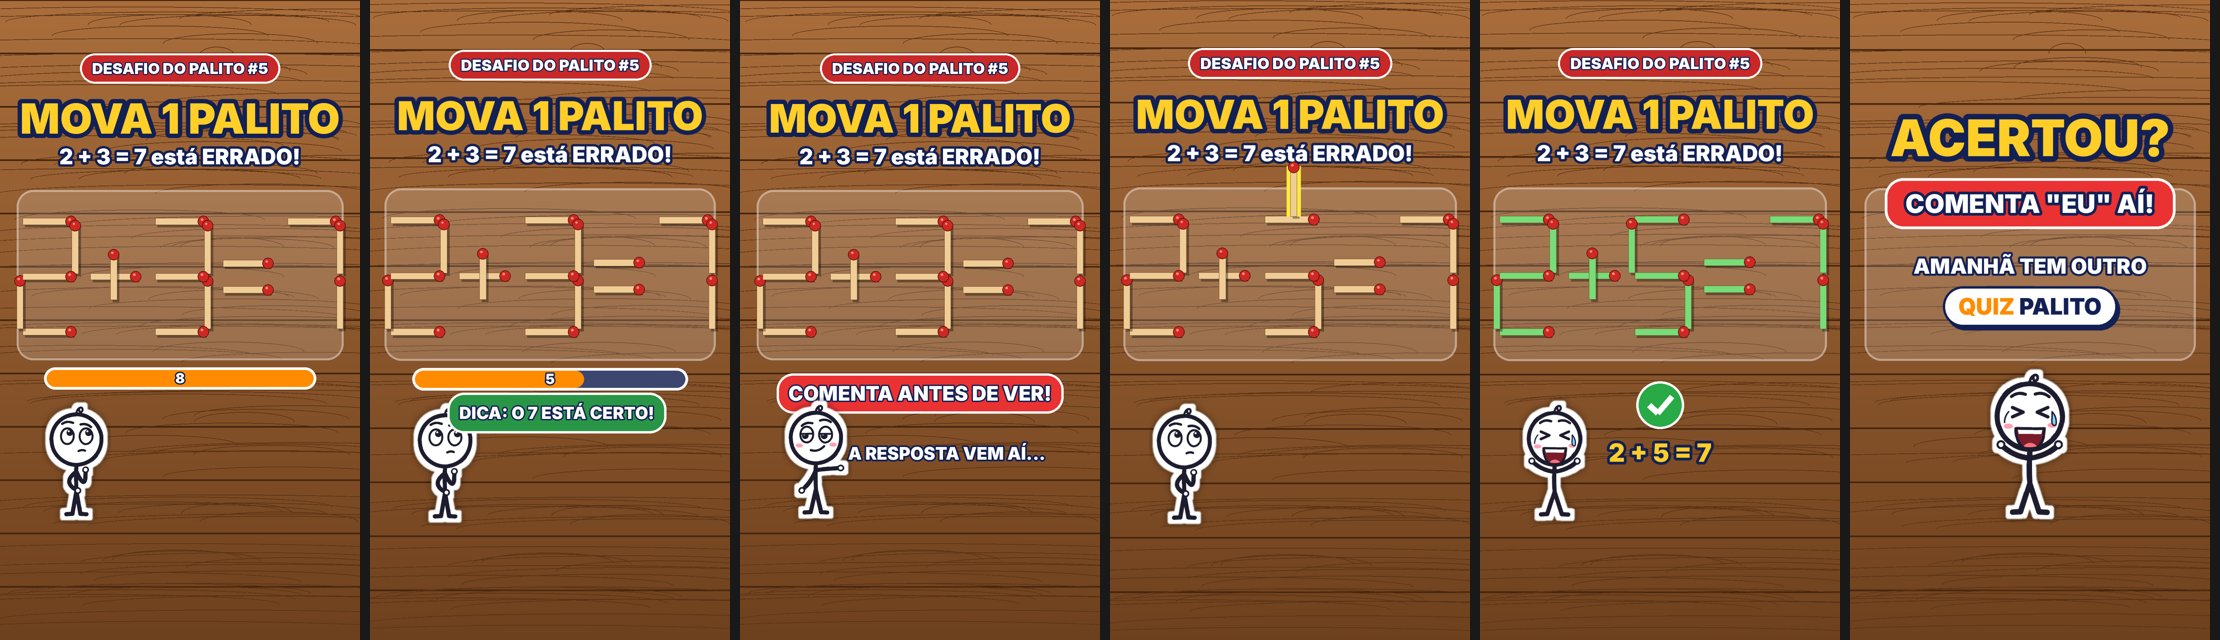 DESAFIO DO PALITO #5
MOVA 1 PALITO
2 + 3 = 7 está ERRADO!
8
DESAFIO DO PALITO #5
MOVA 1 PALITO
2 + 3 = 7 está ERRADO!
5
DICA: O 7 ESTÁ CERTO!
DESAFIO DO PALITO #5
MOVA 1 PALITO
2 + 3 = 7 está ERRADO!
COMENTA ANTES DE VER!
A RESPOSTA VEM AÍ...
DESAFIO DO PALITO #5
MOVA 1 PALITO
2 + 3 = 7 está ERRADO!
DESAFIO DO PALITO #5
MOVA 1 PALITO
2 + 3 = 7 está ERRADO!
2 + 5 = 7
ACERTOU?
COMENTA "EU" AÍ!
AMANHÃ TEM OUTRO
QUIZ PALITO